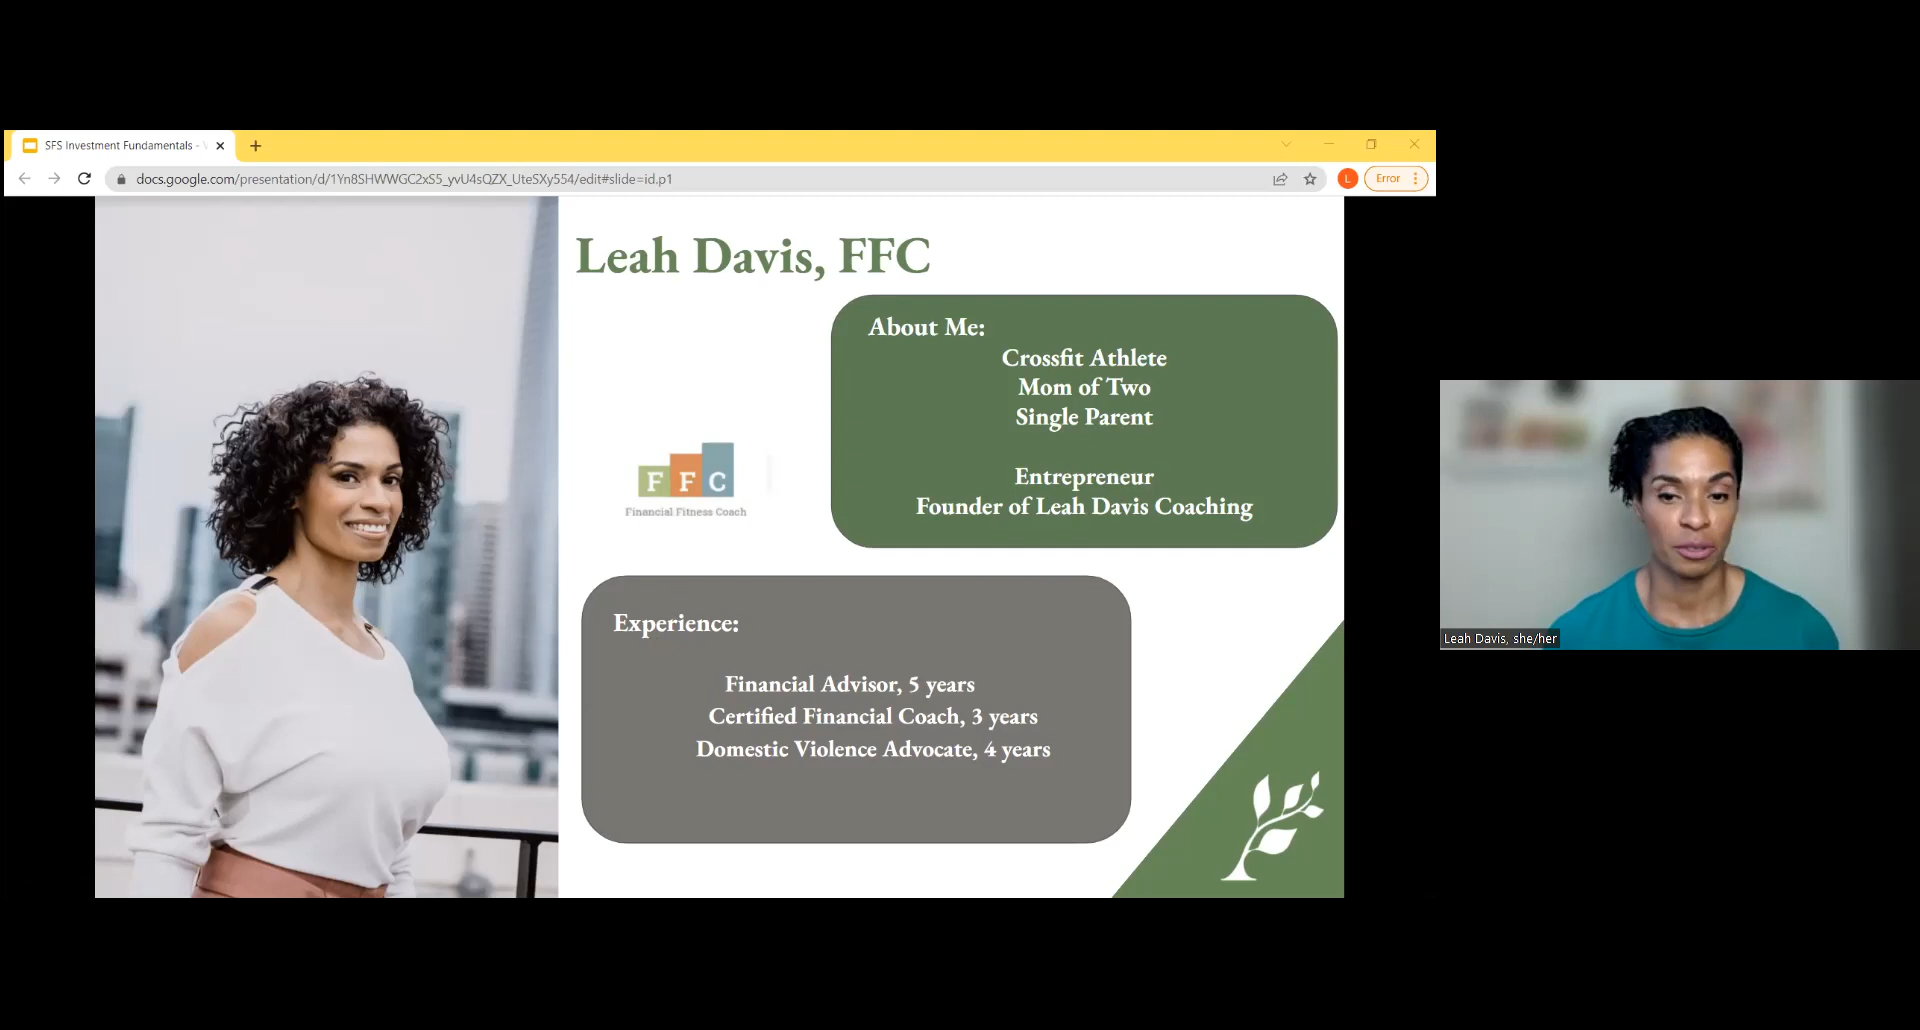 SFS Investment Fundamentals -
docs.google.com/presentation/d/1Yn8SHWWGC2xS5_yvU4sQZX_UteSXy554/edit#slide=id.p1
L
Error
Leah Davis, FFC
About Me:
Crossfit Athlete
Mom of Two
Single Parent
Entrepreneur
Founder of Leah Davis Coaching
F F C
Financial Fitness Coach
Experience:
Financial Advisor, 5 years
Certified Financial Coach, 3 years
Domestic Violence Advocate, 4 years
Leah Davis, she/her